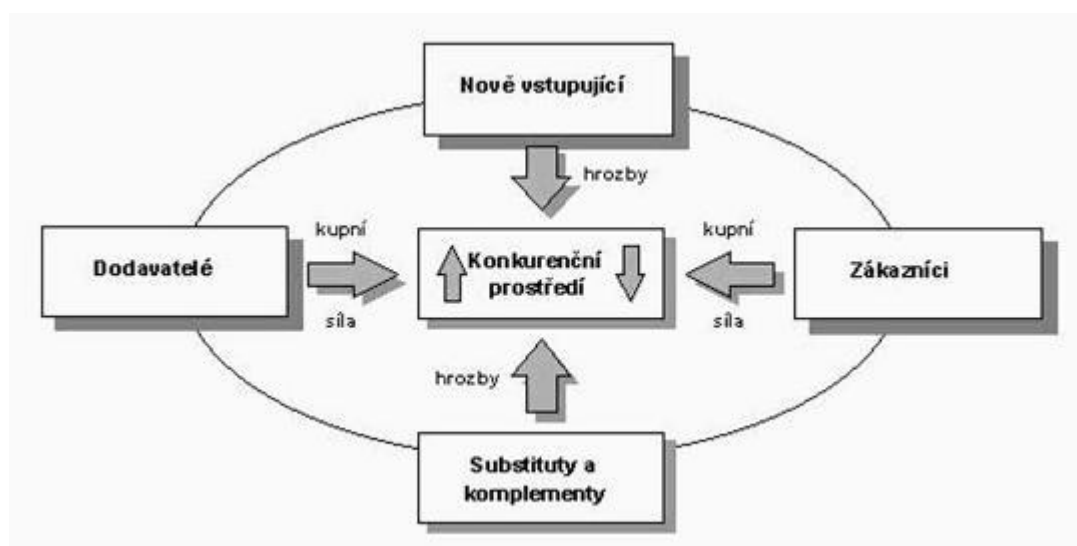 Nově vstupující
hrozby
kupní
kupní
Dodavatelé
Konkurenční
prostředí
Zákazníci
síla
síla
hrozby
Substituty a
komplementy